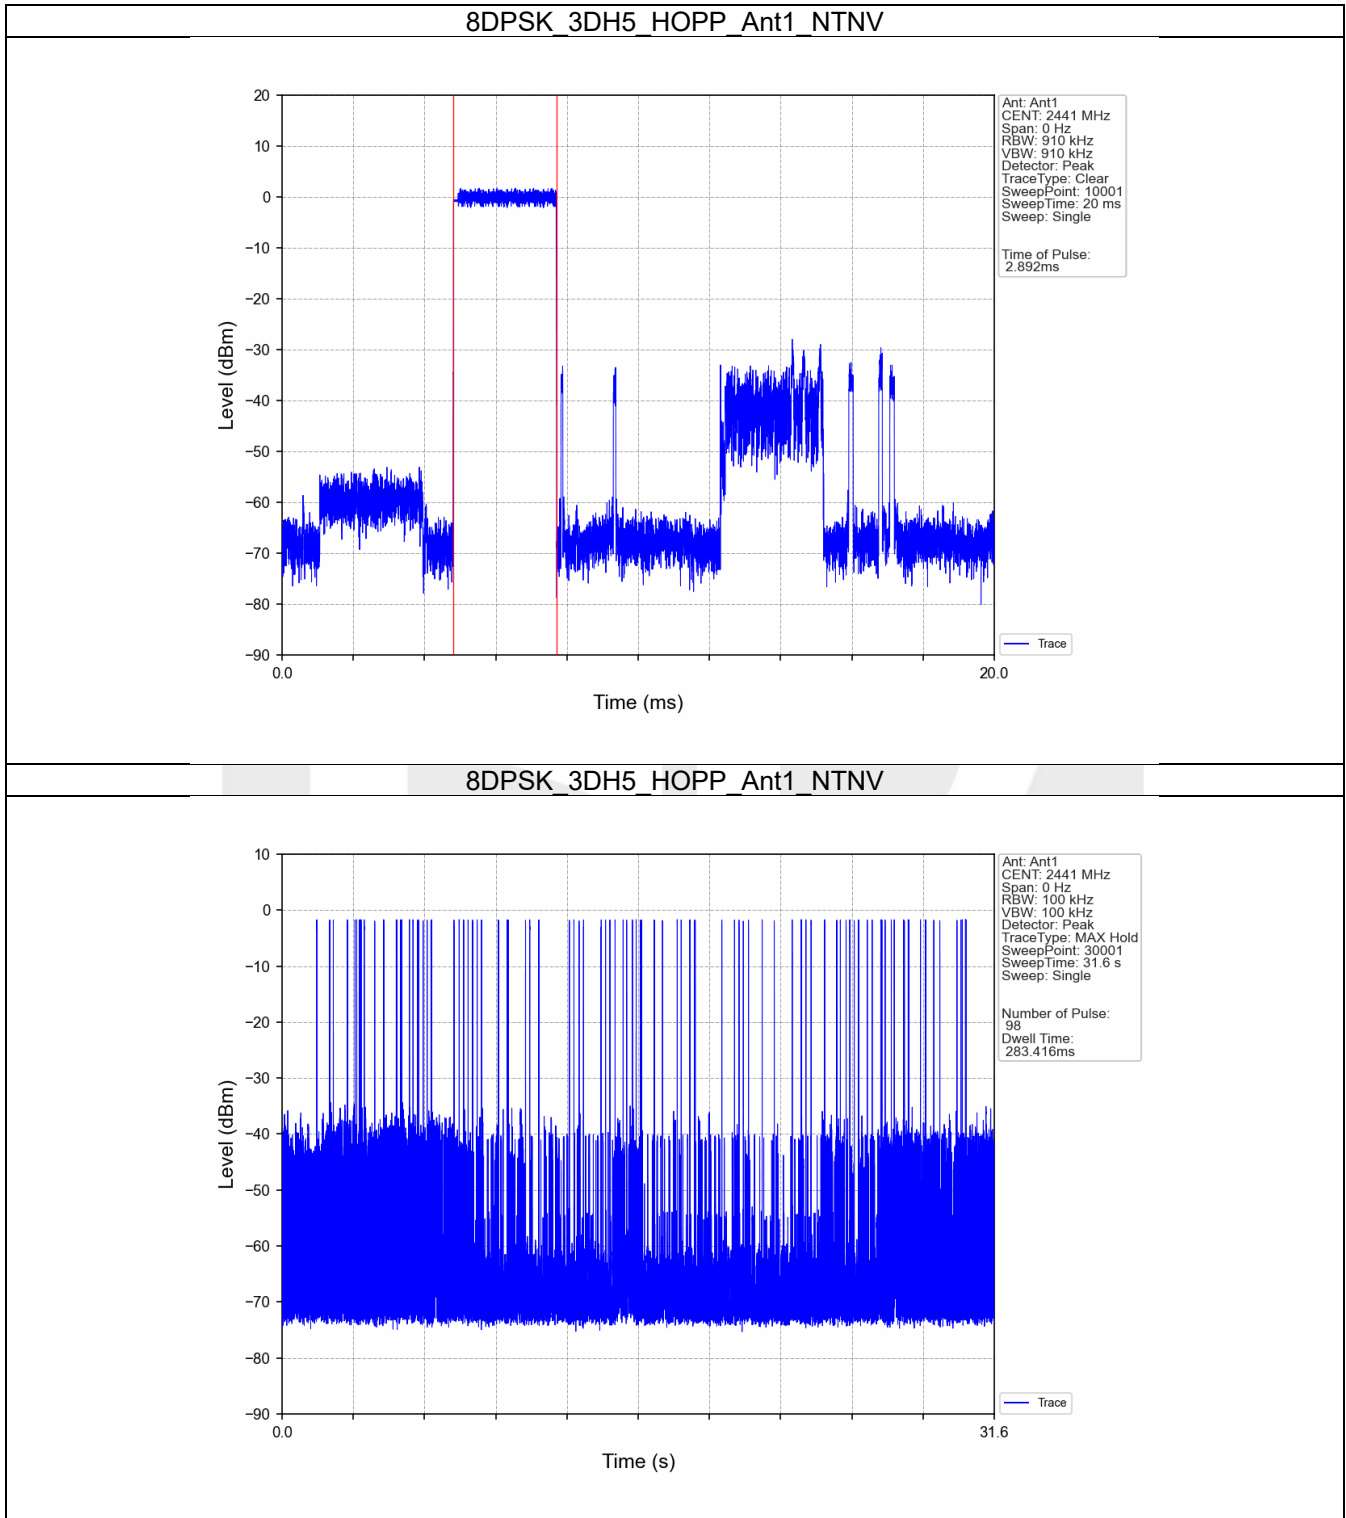 8DPSK_3DH5_HOPP_Ant1_NTNV
20
10
0
−10
−20
−30
−40
−50
−60
−70
−80
−90
Level (dBm)
0.0
20.0
Time (ms)
Ant: Ant1
CENT: 2441 MHz
Span: 0 Hz
RBW: 910 kHz
VBW: 910 kHz
Detector: Peak
TraceType: Clear
SweepPoint: 10001
SweepTime: 20 ms
Sweep: Single
Time of Pulse:
2.892ms
Trace
8DPSK_3DH5_HOPP_Ant1_NTNV
10
0
−10
−20
−30
−40
−50
−60
−70
−80
−90
Level (dBm)
0.0
31.6
Time (s)
Ant: Ant1
CENT: 2441 MHz
Span: 0 Hz
RBW: 100 kHz
VBW: 100 kHz
Detector: Peak
TraceType: MAX Hold
SweepPoint: 30001
SweepTime: 31.6 s
Sweep: Single
Number of Pulse:
98
Dwell Time:
283.416ms
Trace